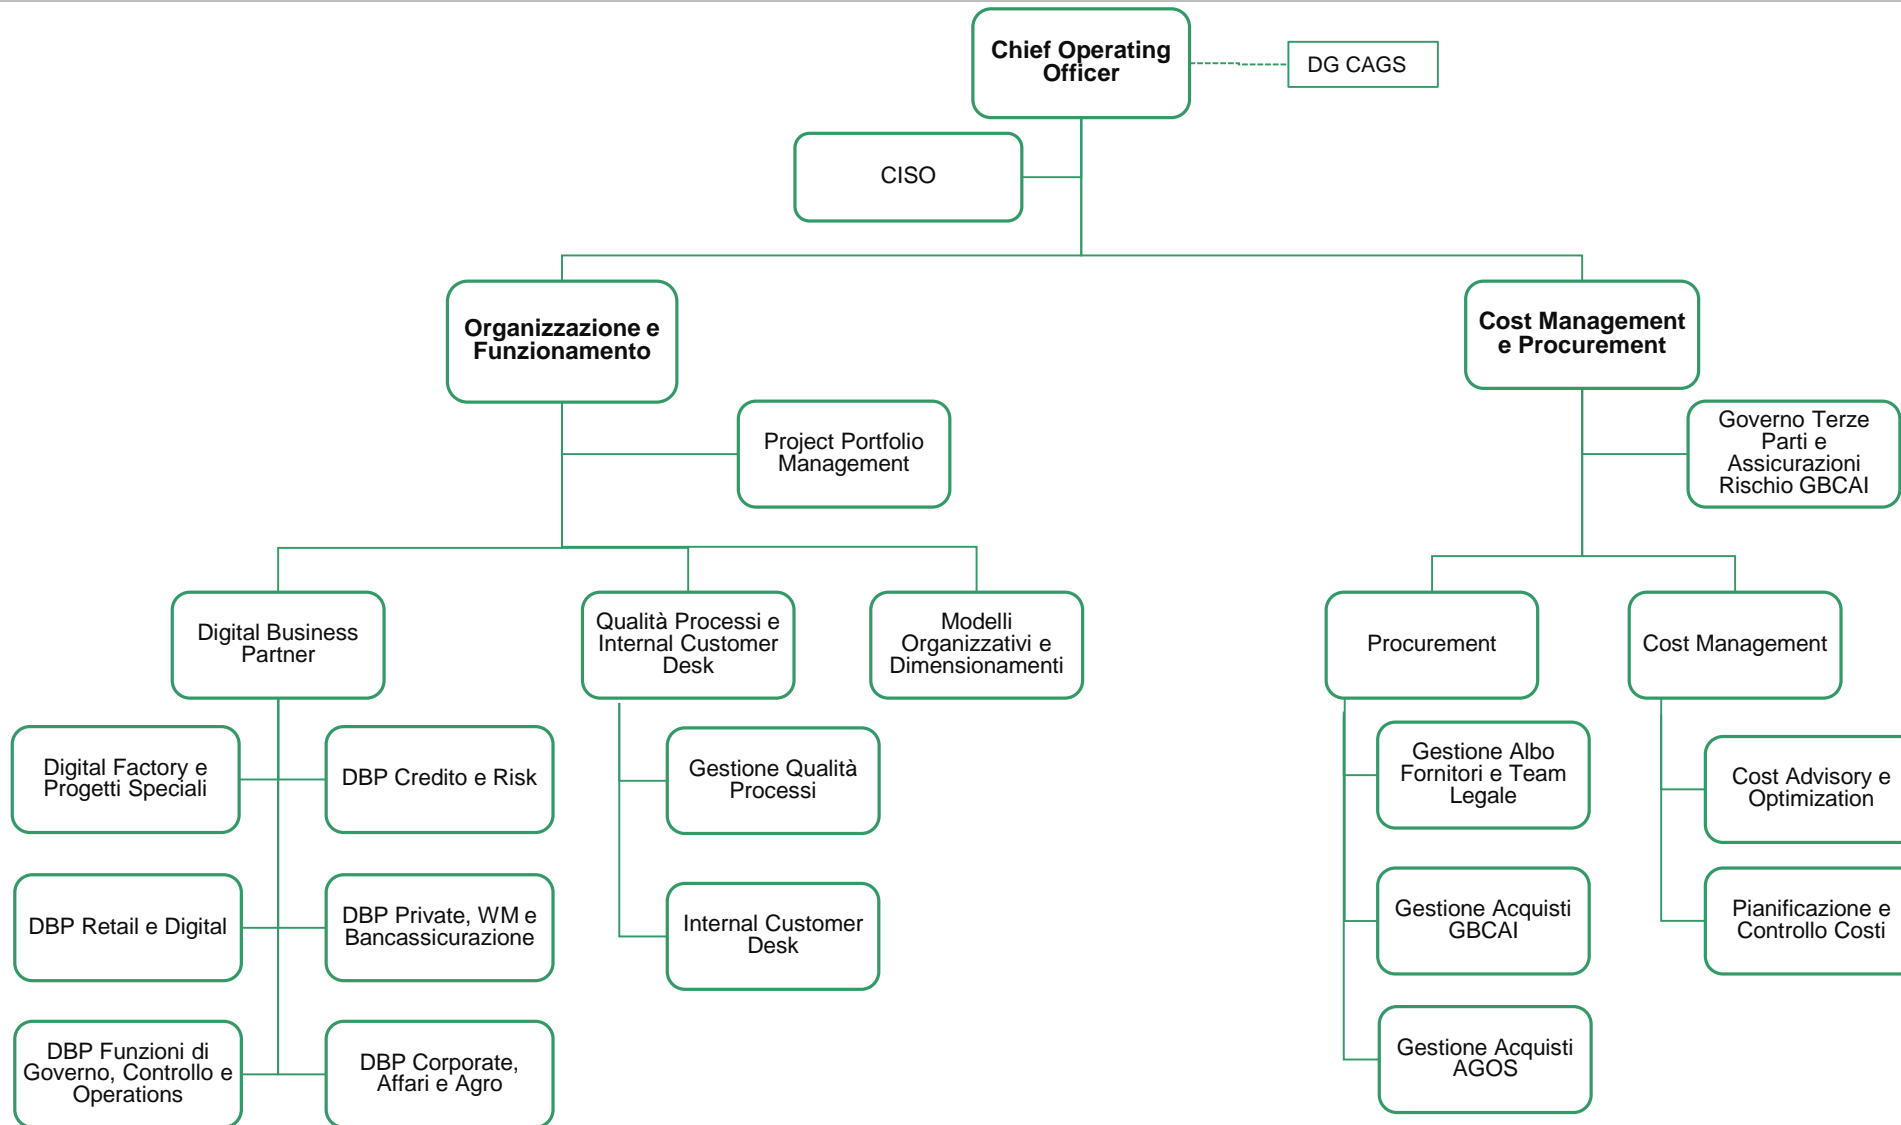 Chief Operating
Officer
DG CAGS
CISO
Organizzazione e
Funzionamento
Cost Management
e Procurement
Project Portfolio
Management
Governo Terze
Parti e
Assicurazioni
Rischio GBCAI
Digital Business
Partner
Qualità Processi e
Internal Customer
Desk
Modelli
Organizzativi e
Dimensionamenti
Procurement
Cost Management
Digital Factory e
Progetti Speciali
DBP Credito e Risk
Gestione Qualità
Processi
Gestione Albo
Fornitori e Team
Legale
Cost Advisory e
Optimization
DBP Retail e Digital
DBP Private, WM e
Bancassicurazione
Internal Customer
Desk
Gestione Acquisti
GBCAI
Pianificazione e
Controllo Costi
DBP Funzioni di
Governo, Controllo e
Operations
DBP Corporate,
Affari e Agro
Gestione Acquisti
AGOS